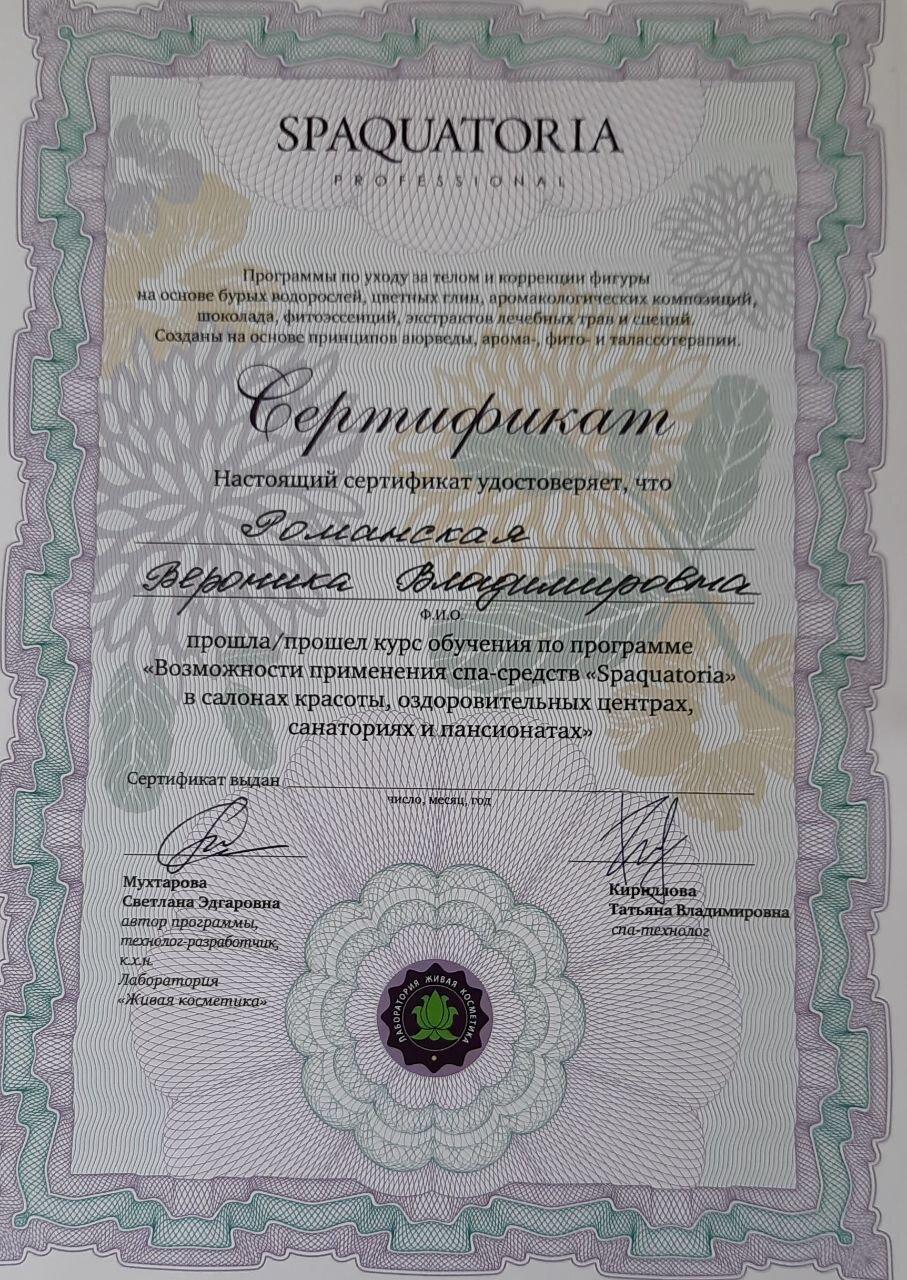 SPAQUATORIA
PROFESSIONAL
Программы по уходу за телом и коррекции фигуры
на основе бурых водорослей, цветных глин, аромакологических композиций,
шоколада, фитоэссенций, экстрактов лечебных трав и специй.
Созданы на основе принципов аюрведы, арома-, фито- и талассотерапии.
Сертификат
Настоящий сертификат удостоверяет, что
Романская
Вероника Владимировна
Ф.И.О.
прошла/прошел курс обучения по программе
«Возможности применения спа-средств «Spaquatoria»
в салонах красоты, оздоровительных центрах,
санаториях и пансионатах»
Сертификат выдан
число, месяц, год
Мухтарова
Светлана Эдгаровна
автор программы,
технолог-разработчик,
к.х.н.
Лаборатория
«Живая косметика»
Кириллова
Татьяна Владимировна
спа-технолог
ЛАБОРАТОРИЯ ЖИВАЯ КОСМЕТИКА